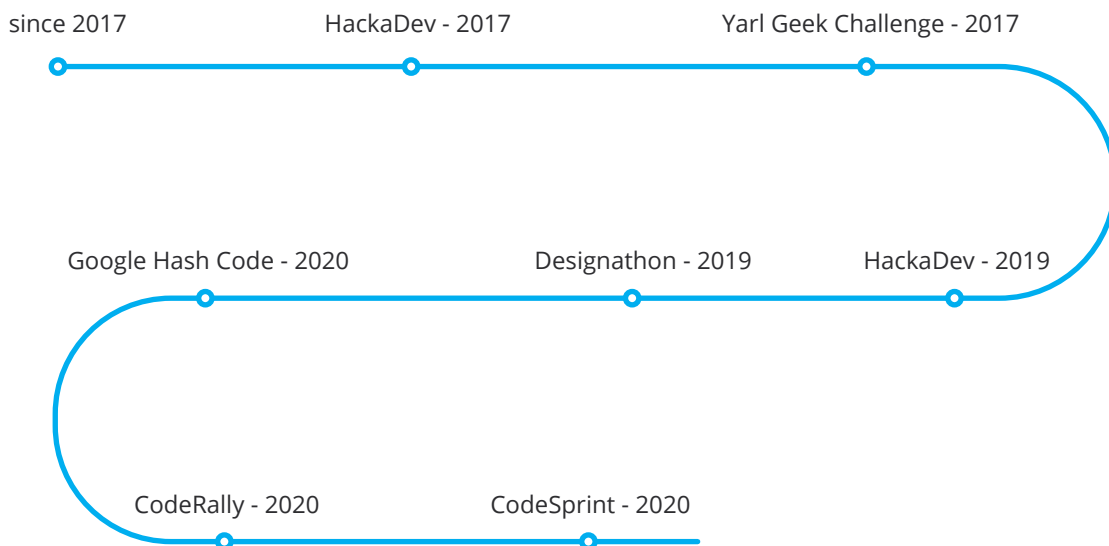 since 2017
HackaDev - 2017
Yarl Geek Challenge - 2017
HackaDev - 2019
Designathon - 2019
Google Hash Code - 2020
CodeRally - 2020
CodeSprint - 2020